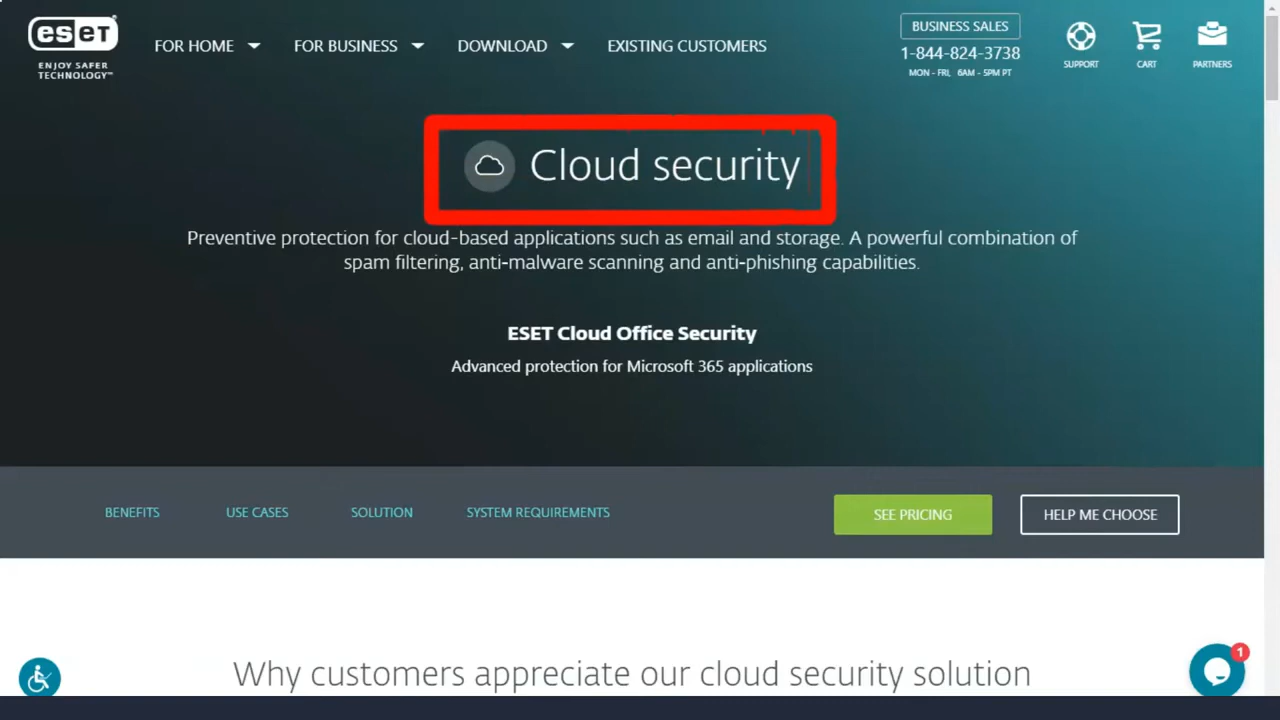 eset
ENJOY SAFER
TECHNOLOGY™
FOR HOME
FOR BUSINESS
DOWNLOAD
EXISTING CUSTOMERS
BUSINESS SALES
1-844-824-3738
MON - FRI, 6AM - 5PM PT
SUPPORT
CART
PARTNERS
Cloud security
Preventive protection for cloud-based applications such as email and storage. A powerful combination of
spam filtering, anti-malware scanning and anti-phishing capabilities.
ESET Cloud Office Security
Advanced protection for Microsoft 365 applications
BENEFITS
USE CASES
SOLUTION
SYSTEM REQUIREMENTS
SEE PRICING
HELP ME CHOOSE
Why customers appreciate our cloud security solution
1